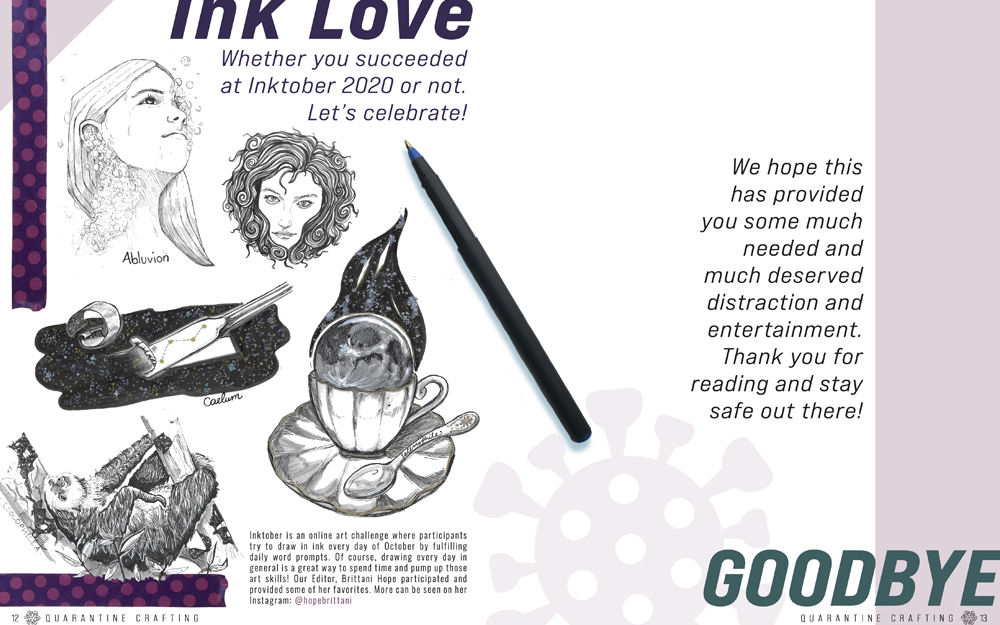 Ink Love
Whether you succeeded
at Inktober 2020 or not.
Let's celebrate!
Abluvion
Caelum
Inktober is an online art challenge where participants
try to draw in ink every day of October by fulfilling
daily word prompts. Of course, drawing every day in
general is a great way to spend time and pump up those
art skills! Our Editor, Brittani Hope participated and
provided some of her favorites. More can be seen on her
Instagram: @hopebrittani
12 QUARANTINE CRAFTING
We hope this
has provided
you some much
needed and
much deserved
distraction and
entertainment.
Thank you for
reading and stay
safe out there!
GOODBYE
QUARANTINE CRAFTING 13